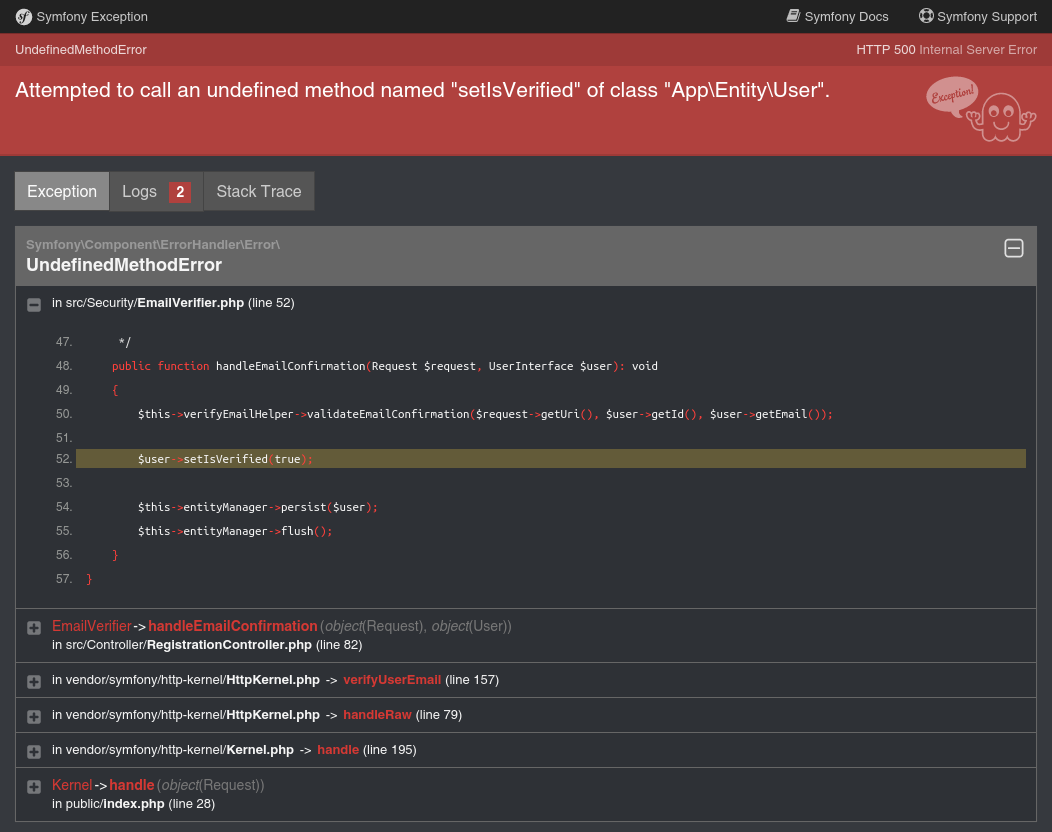 Symfony Exception
Symfony Docs
Symfony Support
UndefinedMethodError
HTTP 500 Internal Server Error
Attempted to call an undefined method named "setIsVerified" of class "App\Entity\User".
Exception!
Exception
Logs 2
Stack Trace
Symfony\Component\ErrorHandler\Error\
UndefinedMethodError
in src/Security/EmailVerifier.php (line 52)
47. */
48. public function handleEmailConfirmation(Request $request, UserInterface $user): void
49. {
50. $this->verifyEmailHelper->validateEmailConfirmation($request->getUri(), $user->getId(), $user->getEmail());
51.
52. $user->setIsVerified(true);
53.
54. $this->entityManager->persist($user);
55. $this->entityManager->flush();
56. }
57. }
EmailVerifier->handleEmailConfirmation(object(Request), object(User))
in src/Controller/RegistrationController.php (line 82)
in vendor/symfony/http-kernel/HttpKernel.php -> verifyUserEmail (line 157)
in vendor/symfony/http-kernel/HttpKernel.php -> handleRaw (line 79)
in vendor/symfony/http-kernel/Kernel.php -> handle (line 195)
Kernel->handle(object(Request))
in public/index.php (line 28)